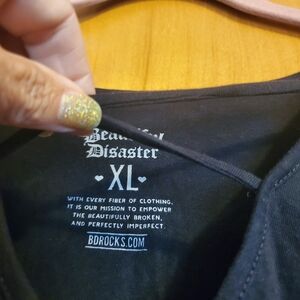 Beautiful
Disaster
XL
WITH EVERY FIBER OF CLOTHING,
IT IS OUR MISSION TO EMPOWER
THE BEAUTIFULLY BROKEN,
AND PERFECTLY IMPERFECT.
BDROCKS.COM